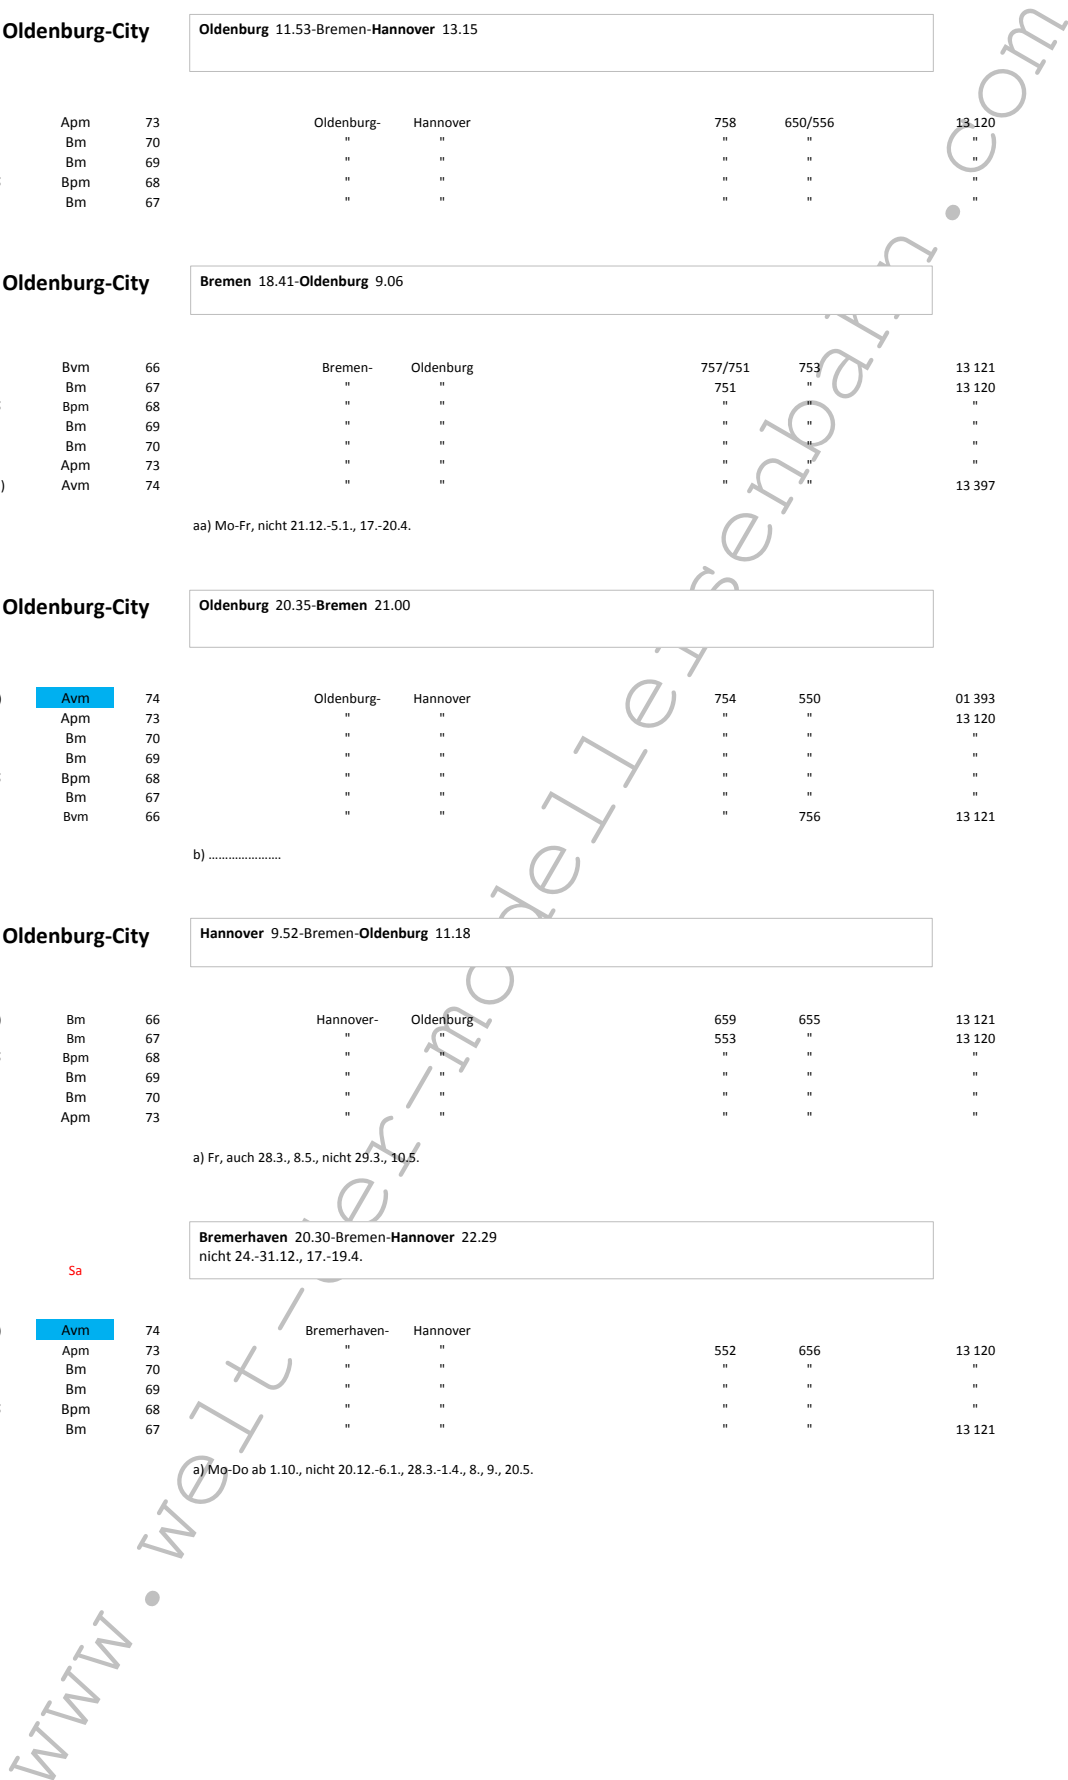 Oldenburg-City Oldenburg 11.53-Bremen-Hannover 13.15
Apm 73 Oldenburg- Hannover 758 650/556 13 120
Bm 70 " " " " "
Bm 69 " " " " "
Bpm 68 " " " " "
Bm 67 " " " " "
Oldenburg-City Bremen 18.41-Oldenburg 9.06
Bvm 66 Bremen- Oldenburg 757/751 753 13 121
Bm 67 " " 751 " 13 120
Bpm 68 " " " " "
Bm 69 " " " " "
Bm 70 " " " " "
Apm 73 " " " " "
) Avm 74 " " " " 13 397
aa) Mo-Fr, nicht 21.12.-5.1., 17.-20.4.
Oldenburg-City Oldenburg 20.35-Bremen 21.00
) Avm 74 Oldenburg- Hannover 754 550 01 393
Apm 73 " " " " 13 120
Bm 70 " " " " "
Bm 69 " " " " "
Bpm 68 " " " " "
Bm 67 " " " " "
Bvm 66 " " " 756 13 121
b) ......................
Oldenburg-City Hannover 9.52-Bremen-Oldenburg 11.18
) Bm 66 Hannover- Oldenburg 659 655 13 121
Bm 67 " " 553 " 13 120
Bpm 68 " " " " "
Bm 69 " " " " "
Bm 70 " " " " "
Apm 73 " " " " "
a) Fr, auch 28.3., 8.5., nicht 29.3., 10.5.
Bremerhaven 20.30-Bremen-Hannover 22.29
nicht 24.-31.12., 17.-19.4.
Sa
) Avm 74 Bremerhaven- Hannover
Apm 73 " " 552 656 13 120
Bm 70 " " " " "
Bm 69 " " " " "
Bpm 68 " " " " "
Bm 67 " " " " 13 121
a) Mo-Do ab 1.10., nicht 20.12.-6.1., 28.3.-1.4., 8., 9., 20.5.
www.welt-der-modelleisenbahn.com